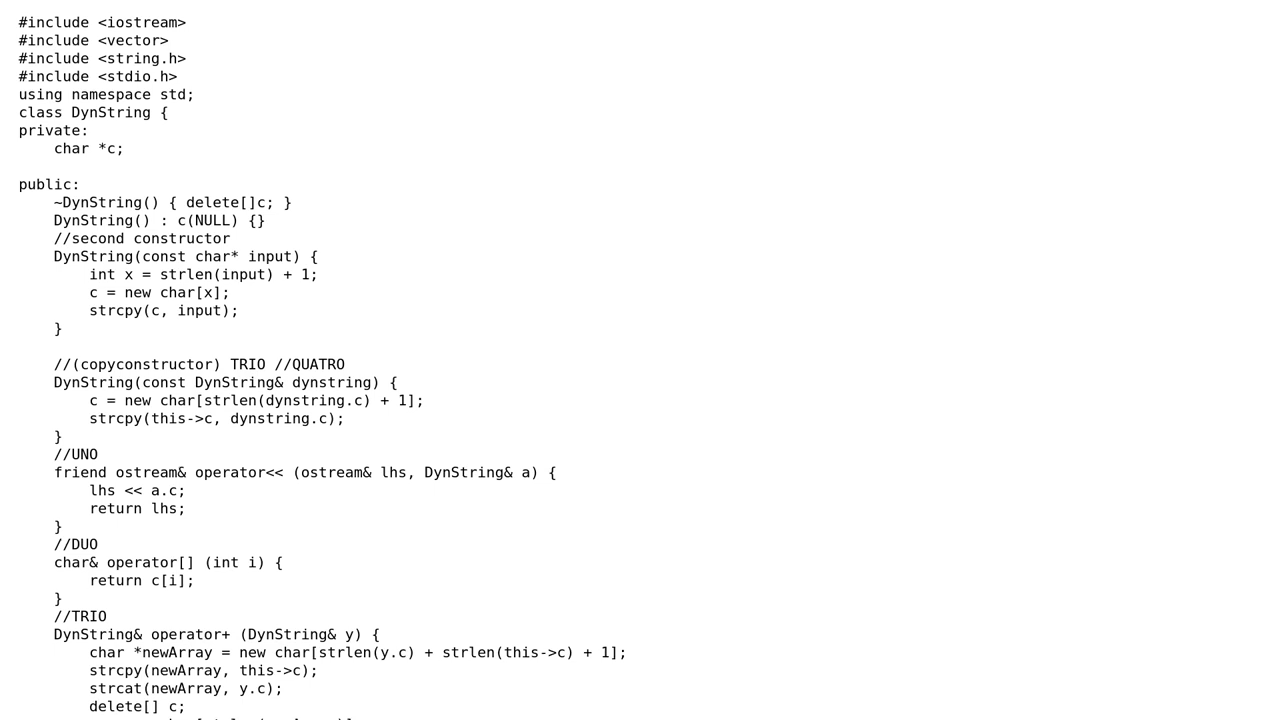 #include <iostream>
#include <vector>
#include <string.h>
#include <stdio.h>
using namespace std;
class DynString {
private:
    char *c;

public:
    ~DynString() { delete[]c; }
    DynString() : c(NULL) {}
    //second constructor
    DynString(const char* input) {
        int x = strlen(input) + 1;
        c = new char[x];
        strcpy(c, input);
    }

    //(copyconstructor) TRIO //QUATRO
    DynString(const DynString& dynstring) {
        c = new char[strlen(dynstring.c) + 1];
        strcpy(this->c, dynstring.c);
    }
    //UNO
    friend ostream& operator<< (ostream& lhs, DynString& a) {
        lhs << a.c;
        return lhs;
    }
    //DUO
    char& operator[] (int i) {
        return c[i];
    }
    //TRIO
    DynString& operator+ (DynString& y) {
        char *newArray = new char[strlen(y.c) + strlen(this->c) + 1];
        strcpy(newArray, this->c);
        strcat(newArray, y.c);
        delete[] c;